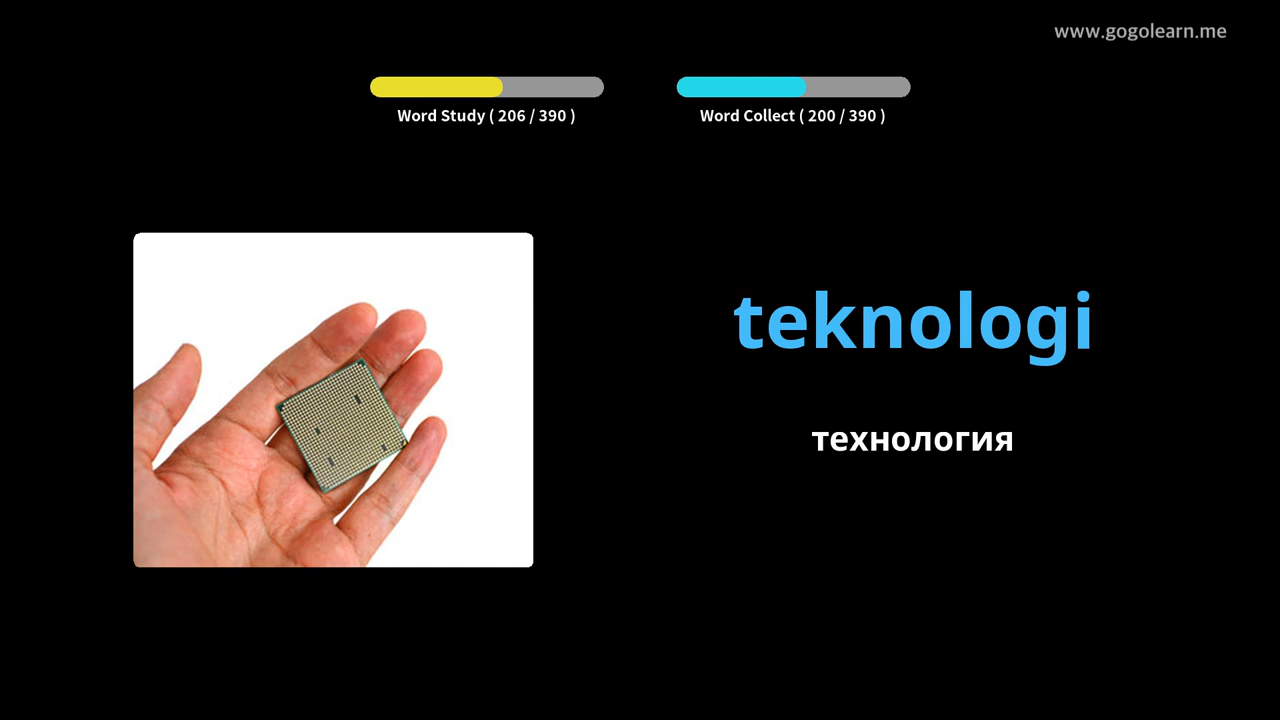 www.gogolearn.me
Word Study ( 206 / 390 )
Word Collect ( 200 / 390 )
teknologi
технология